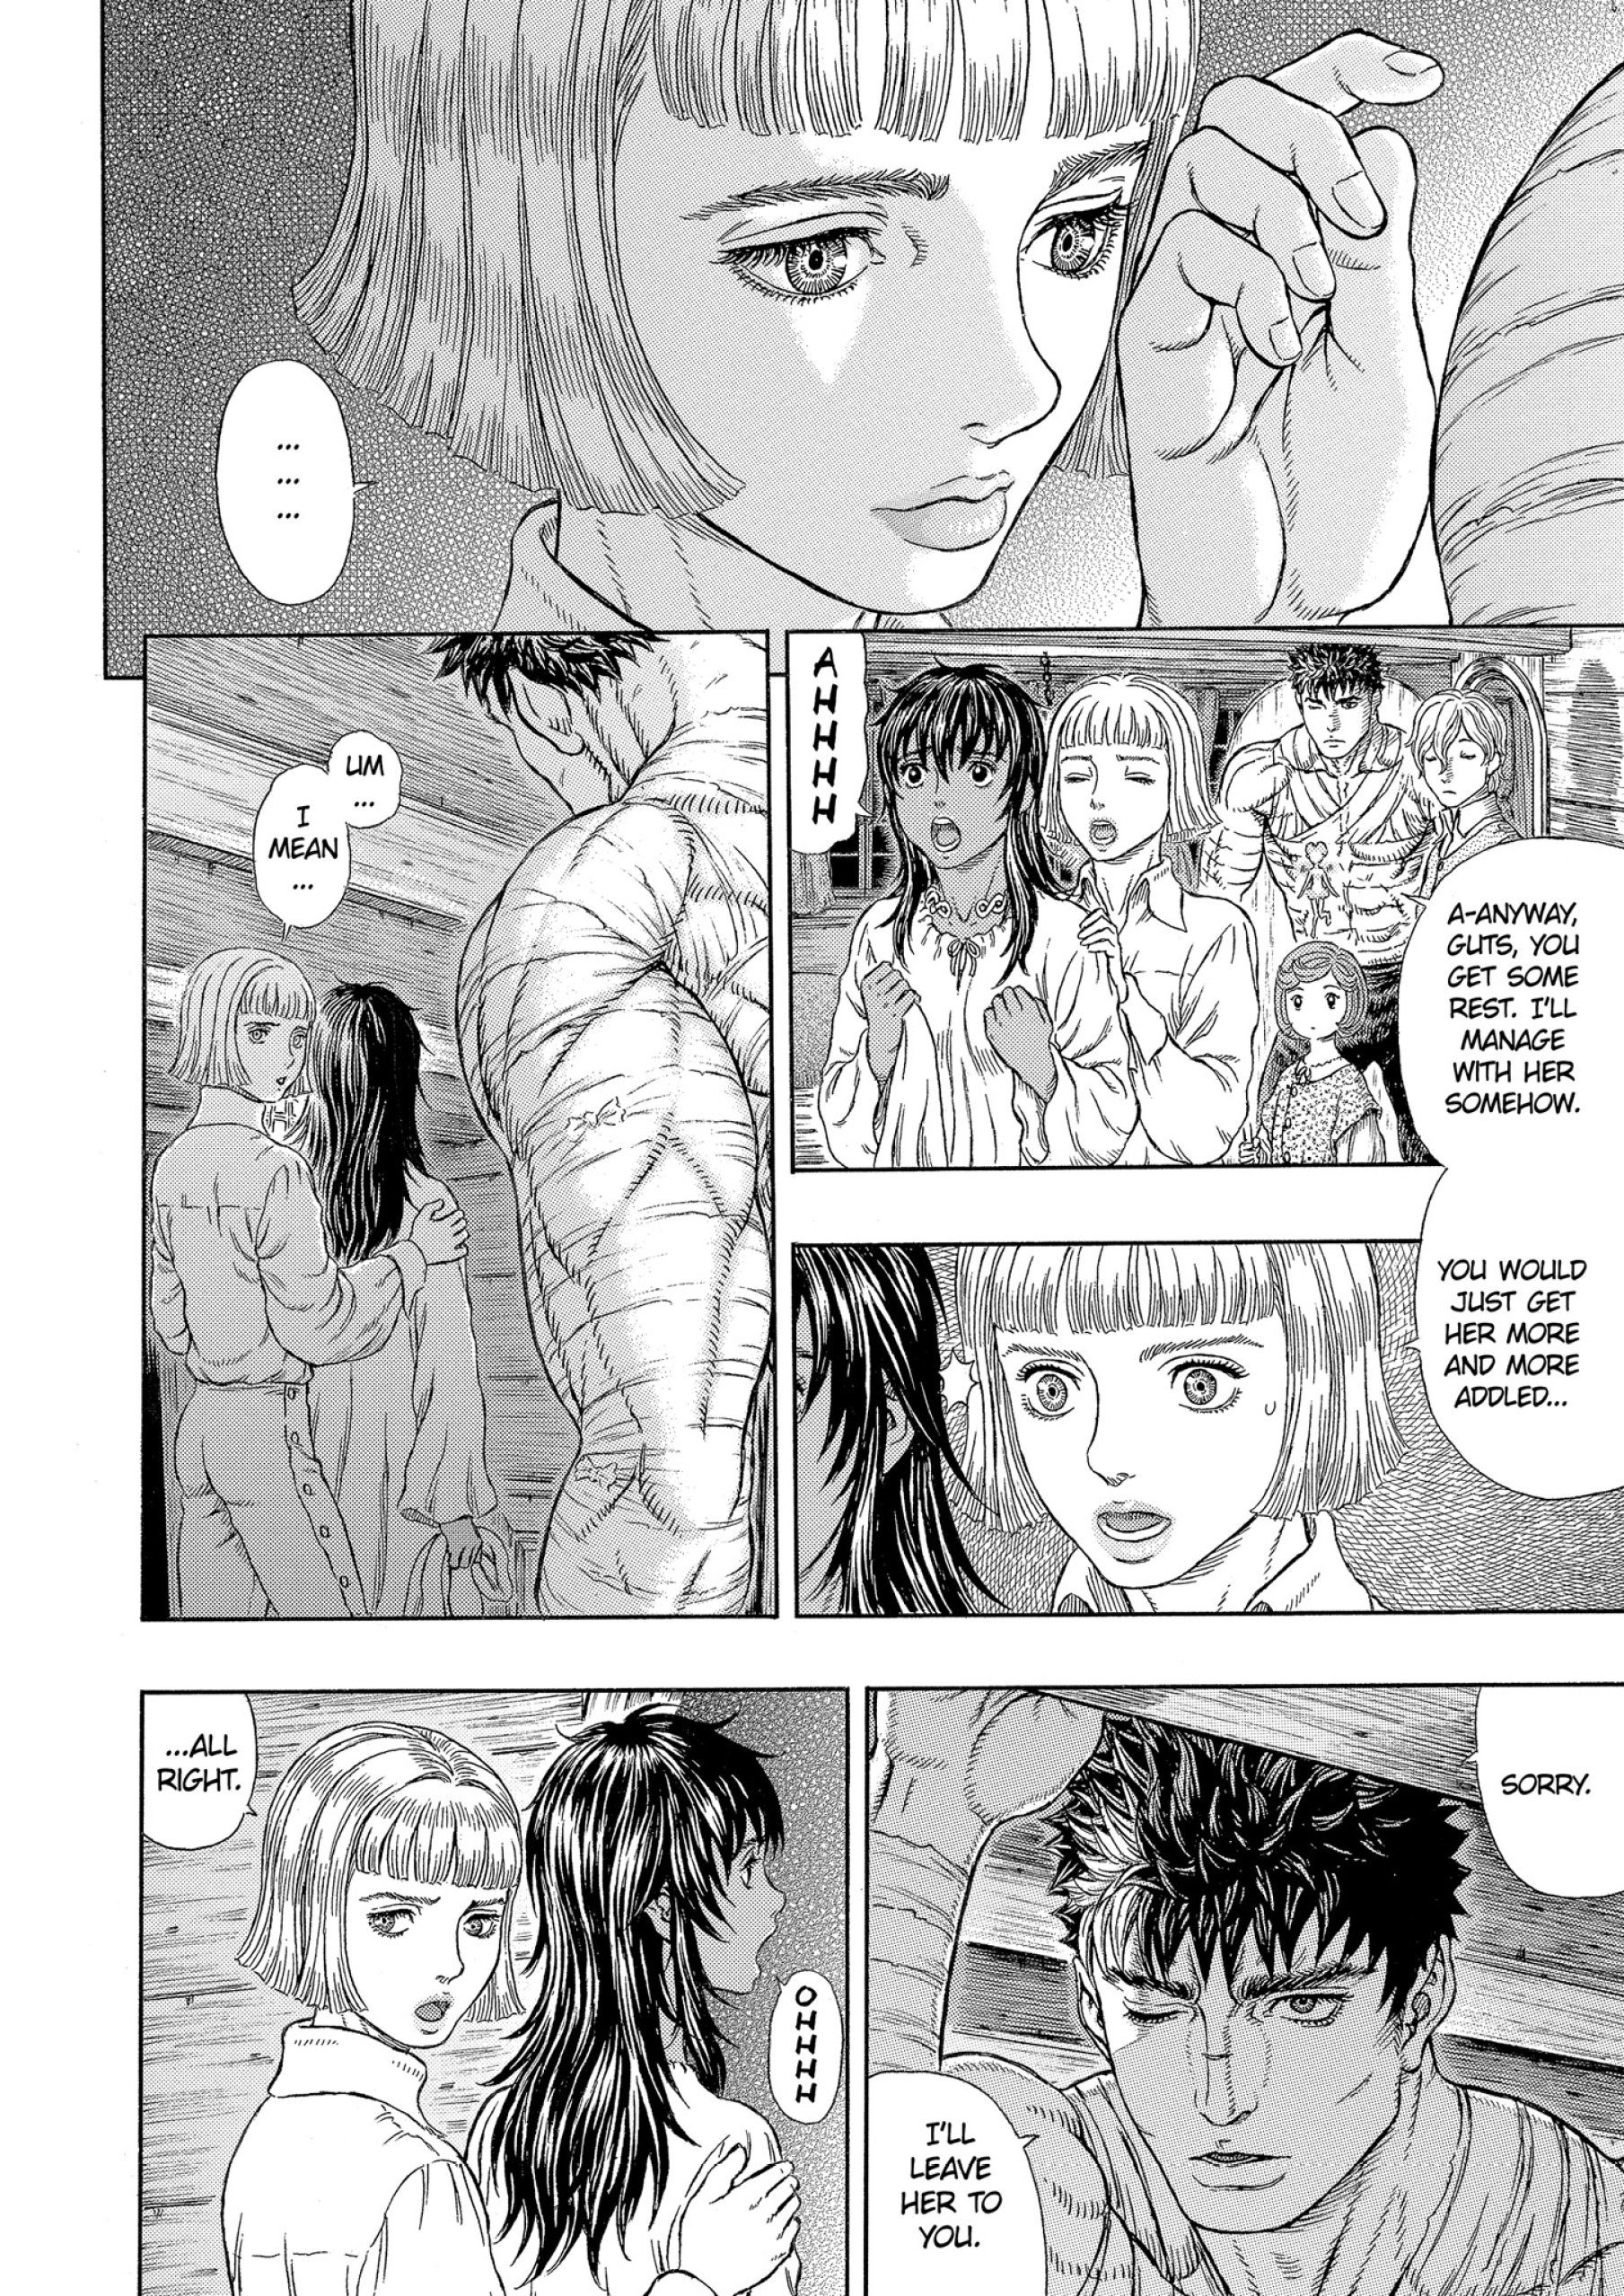 ...
...
...
AHHHH
A-ANYWAY,
GUTS, YOU
GET SOME
REST. I'LL
MANAGE
WITH HER
SOMEHOW.
YOU WOULD
JUST GET
HER MORE
AND MORE
ADDLED...
UM
...
I
MEAN
...
SORRY.
I'LL
LEAVE
HER TO
YOU.
OHHH
...ALL
RIGHT.